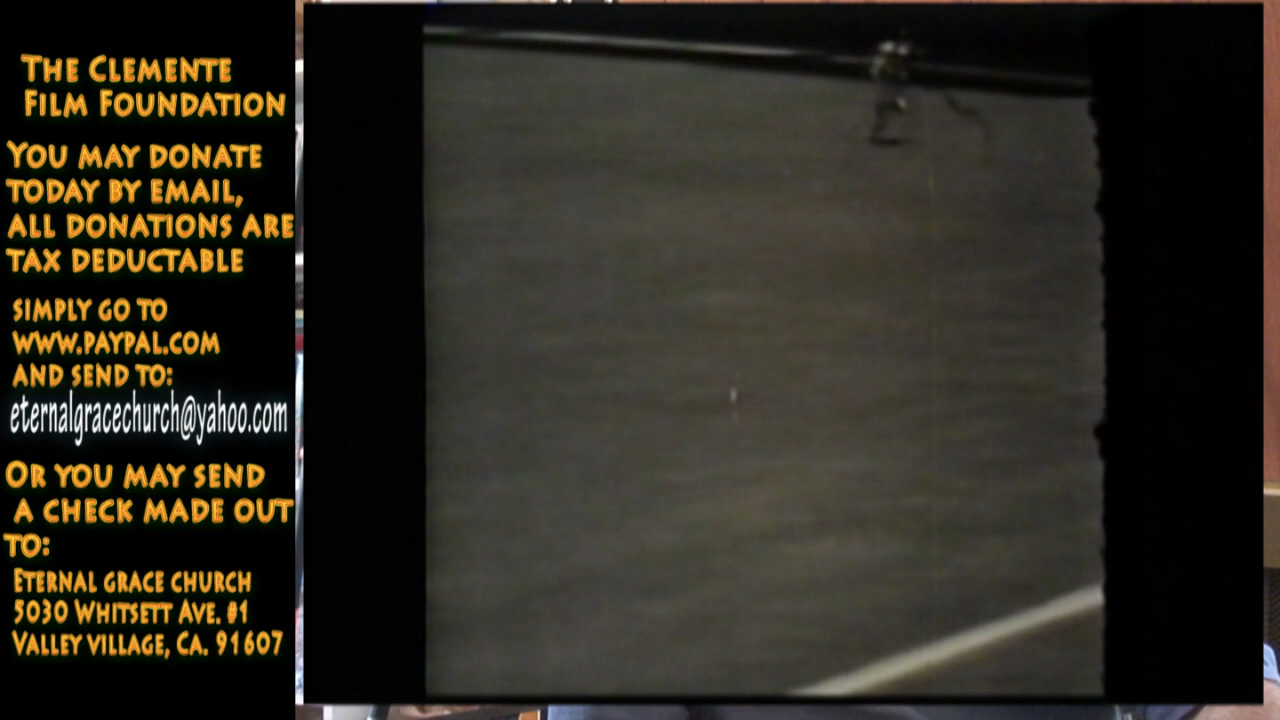 The Clemente
Film Foundation
You may donate
today by email,
all donations are
tax deductable
simply go to
www.paypal.com
and send to:
eternalgracechurch@yahoo.com
Or you may send
a check made out
to:
Eternal grace church
5030 Whitsett Ave. #1
Valley village, CA. 91607